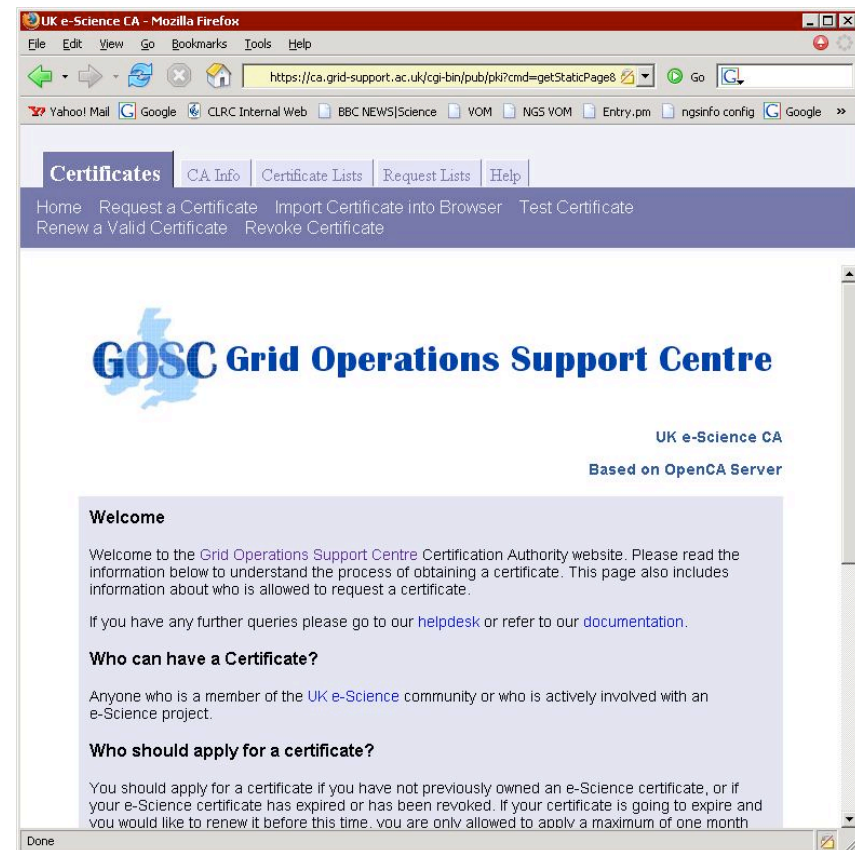 UK e-Science CA - Mozilla Firefox
File Edit View Go Bookmarks Tools Help
https://ca.grid-support.ac.uk/cgi-bin/pub/pki?cmd=getStaticPage& Go G
Yahoo! Mail Google CLRC Internal Web BBC NEWS|Science VOM NGS VOM Entry.pm ngsinfo config Google »
Certificates CA Info Certificate Lists Request Lists Help
Home Request a Certificate Import Certificate into Browser Test Certificate
Renew a Valid Certificate Revoke Certificate
GOSC Grid Operations Support Centre
UK e-Science CA
Based on OpenCA Server
Welcome
Welcome to the Grid Operations Support Centre Certification Authority website. Please read the
information below to understand the process of obtaining a certificate. This page also includes
information about who is allowed to request a certificate.
If you have any further queries please go to our helpdesk or refer to our documentation.
Who can have a Certificate?
Anyone who is a member of the UK e-Science community or who is actively involved with an
e-Science project.
Who should apply for a certificate?
You should apply for a certificate if you have not previously owned an e-Science certificate, or if
your e-Science certificate has expired or has been revoked. If your certificate is going to expire and
you would like to renew it before this time, you are only allowed to apply a maximum of one month
Done